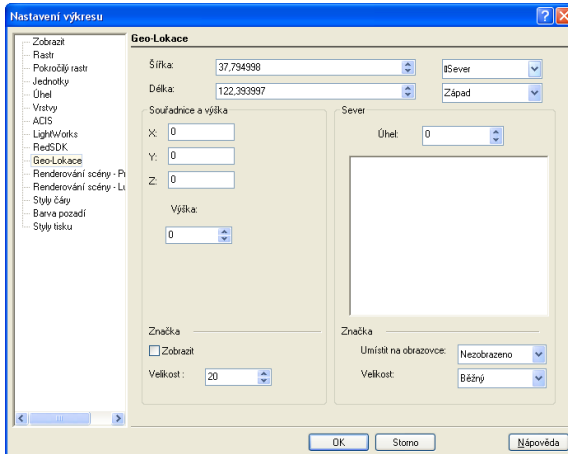 Nastavení výkresu
Zobrazit
Rastr
Pokročilý rastr
Jednotky
Úhel
Vrstvy
ACIS
LightWorks
RedSDK
Geo-Lokace
Renderování scény - Pr
Renderování scény - Lu
Styly čáry
Barva pozadí
Styly tisku
Geo-Lokace
Šířka: 37,794998 Sever
Délka: 122,393997 Západ
Souřadnice a výška
X: 0
Y: 0
Z: 0
Výška:
0
Značka
Zobrazit
Velikost : 20
Sever
Úhel: 0
Značka
Umístit na obrazovce: Nezobrazeno
Velikost: Běžný
OK Storno Nápověda